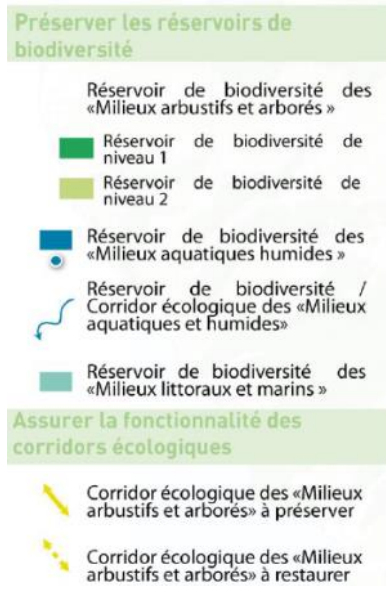 Préserver les réservoirs de
biodiversité
Réservoir de biodiversité des
«Milieux arbustifs et arborés »
Réservoir de biodiversité de
niveau 1
Réservoir de biodiversité de
niveau 2
Réservoir de biodiversité des
«Milieux aquatiques humides »
Réservoir de biodiversité /
Corridor écologique des «Milieux
aquatiques et humides»
Réservoir de biodiversité des
«Milieux littoraux et marins »
Assurer la fonctionnalité des
corridors écologiques
Corridor écologique des «Milieux
arbustifs et arborés» à préserver
Corridor écologique des «Milieux
arbustifs et arborés» à restaurer